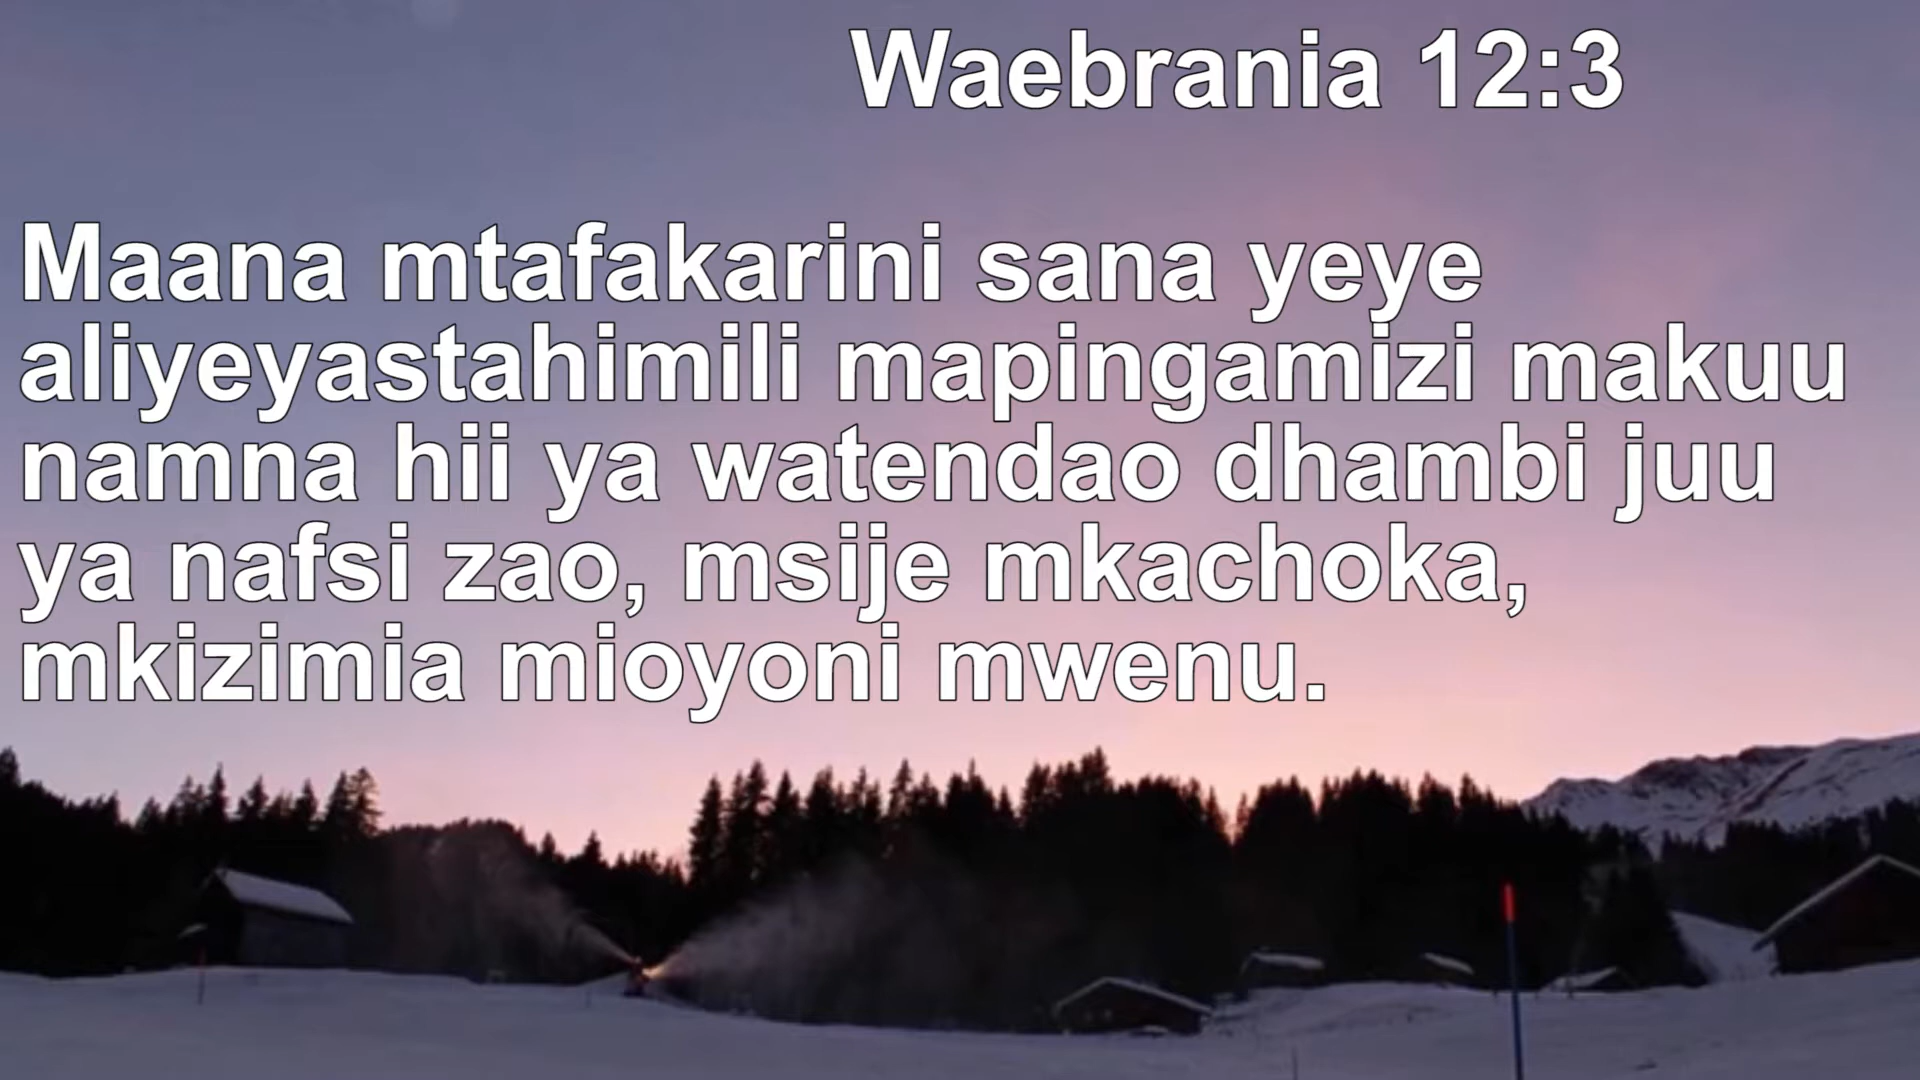 Waebrania 12:3
Maana mtafakarini sana yeye
aliyeyastahimili mapingamizi makuu
namna hii ya watendao dhambi juu
ya nafsi zao, msije mkachoka,
mkizimia mioyoni mwenu.